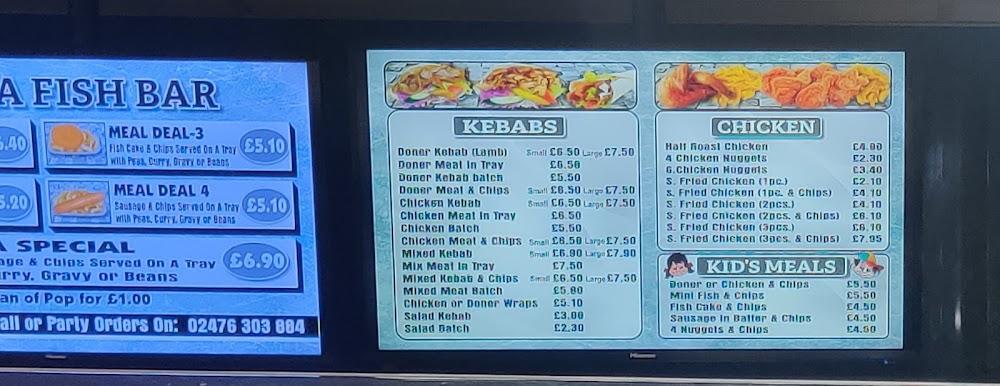 A FISH BAR
.40
MEAL DEAL-3
Fish Cake & Chips Served On A Tray
with Peas, Curry, Gravy or Beans
£5.10
5.20
MEAL DEAL 4
Sausage & Chips Served On A Tray
with Peas, Curry, Gravy or Beans
£5.10
A SPECIAL
age & Chips Served On A Tray
urry, Gravy or Beans
£6.90
an of Pop for £1.00
all or Party Orders On: 02476 303 884
KEBABS
Doner Kebab (Lamb) Small £6.50 Large £7.50
Doner Meat In Tray £6.50
Doner Kebab batch £5.50
Doner Meat & Chips Small £6.50 Large £7.50
Chicken Kebab Small £6.50 Large £7.50
Chicken Meat In Tray £6.50
Chicken Batch £5.50
Chicken Meat & Chips Small £6.50 Large £7.50
Mixed Kebab Small £6.90 Large £7.90
Mix Meat In Tray £7.50
Mixed Kebab & Chips Small £6.50 Large £7.50
Mixed Meat Batch
Chicken or Doner Wraps £5.10
Salad Kebab £3.00
Salad Batch £2.30
CHICKEN
Half Roast Chicken
4 Chicken Nuggets £2.30
6.Chicken Nuggets £3.40
S. Fried Chicken (1pc.) £2.10
S. Fried Chicken (1pc. & Chips) £4.10
S. Fried Chicken (2pcs.) £4.10
S. Fried Chicken (2pcs. & Chips) £6.10
S. Fried Chicken (3pcs.) £6.10
S. Fried Chicken (3pcs. & Chips) £7.95
KID'S MEALS
Doner or Chicken & Chips £5.50
Mini Fish & Chips £5.50
Fish Cake & Chips £4.50
Sausage In Batter & Chips £4.50
4 Nuggets & Chips £4.50
Hisense